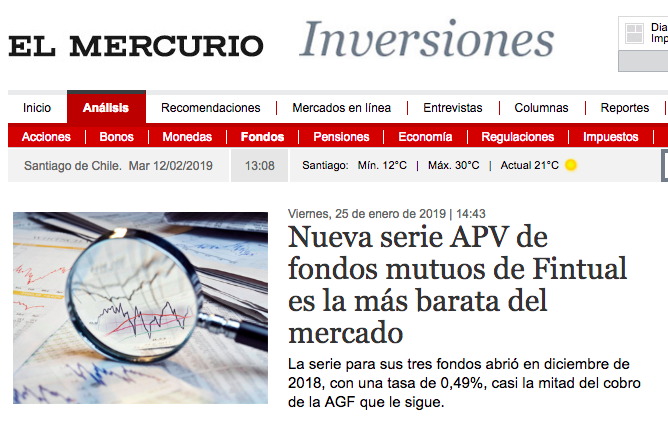 EL MERCURIO Inversiones
Dia
Imp
Inicio Análisis Recomendaciones Mercados en línea Entrevistas Columnas Reportes
Acciones Bonos Monedas Fondos Pensiones Economía Regulaciones Impuestos
Santiago de Chile. Mar 12/02/2019 13:08 Santiago: Mín. 12°C | Máx. 30°C | Actual 21°C
Viernes, 25 de enero de 2019 | 14:43
Nueva serie APV de
fondos mutuos de Fintual
es la más barata del
mercado
La serie para sus tres fondos abrió en diciembre de
2018, con una tasa de 0,49%, casi la mitad del cobro
de la AGF que le sigue.